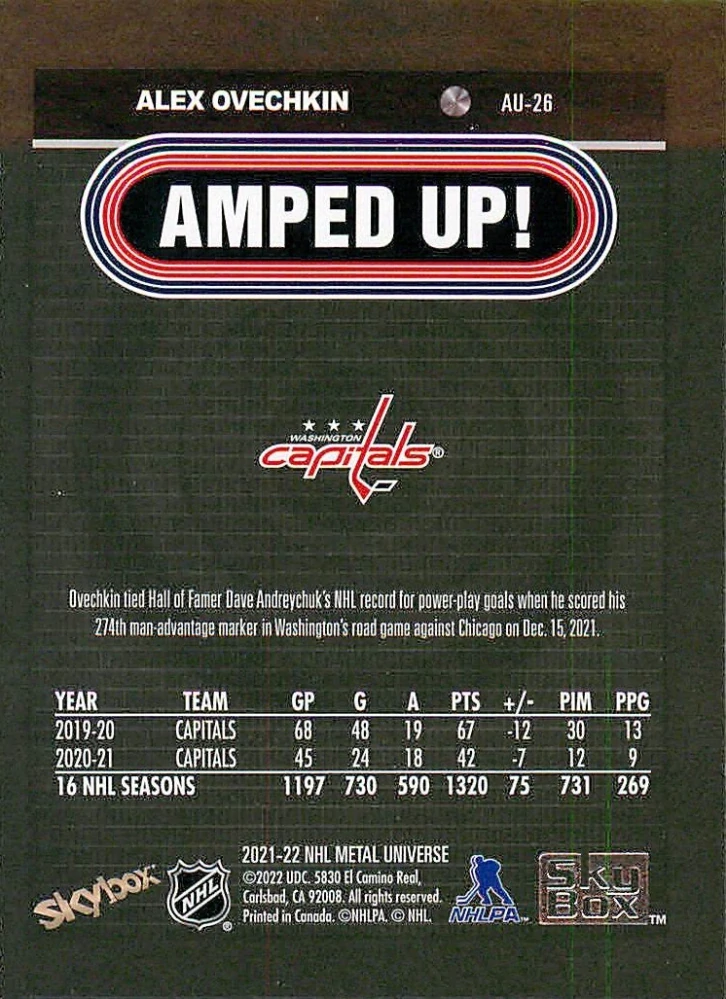 ALEX OVECHKIN AU-26
AMPED UP!
WASHINGTON
capitals®
Ovechkin tied Hall of Famer Dave Andreychuk's NHL record for power-play goals when he scored his
274th man-advantage marker in Washington's road game against Chicago on Dec. 15, 2021.
YEAR TEAM GP G A PTS +/- PIM PPG
2019-20 CAPITALS 68 48 19 67 -12 30 13
2020-21 CAPITALS 45 24 18 42 -7 12 9
16 NHL SEASONS 1197 730 590 1320 75 731 269
2021-22 NHL METAL UNIVERSE
©2022 UDC. 5830 El Camino Real,
Carlsbad, CA 92008. All rights reserved.
Printed in Canada. ©NHLPA. © NHL.
skybox™
NHL®
NHLPA™
SKY
BOX™